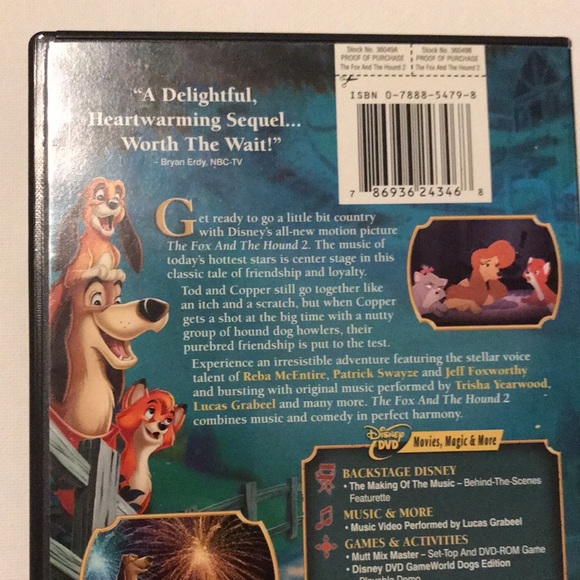 Stock No. 36049A
PROOF OF PURCHASE
The Fox And The Hound 2
Stock No. 36049B
PROOF OF PURCHASE
The Fox And The Hound 2
ISBN 0-7888-5479-8
7 86936 24346 8
“A Delightful,
Heartwarming Sequel...
Worth The Wait!”
- Bryan Erdy, NBC-TV
Get ready to go a little bit country
with Disney's all-new motion picture
The Fox And The Hound 2. The music of
today's hottest stars is center stage in this
classic tale of friendship and loyalty.
Tod and Copper still go together like
an itch and a scratch, but when Copper
gets a shot at the big time with a nutty
group of hound dog howlers, their
purebred friendship is put to the test.
Experience an irresistible adventure featuring the stellar voice
talent of Reba McEntire, Patrick Swayze and Jeff Foxworthy
and bursting with original music performed by Trisha Yearwood,
Lucas Grabeel and many more. The Fox And The Hound 2
combines music and comedy in perfect harmony.
Disney DVD Movies, Magic & More
BACKSTAGE DISNEY
• The Making Of The Music – Behind-The-Scenes
Featurette
MUSIC & MORE
• Music Video Performed by Lucas Grabeel
GAMES & ACTIVITIES
• Mutt Mix Master – Set-Top And DVD-ROM Game
• Disney DVD GameWorld Dogs Edition
Playable Demo